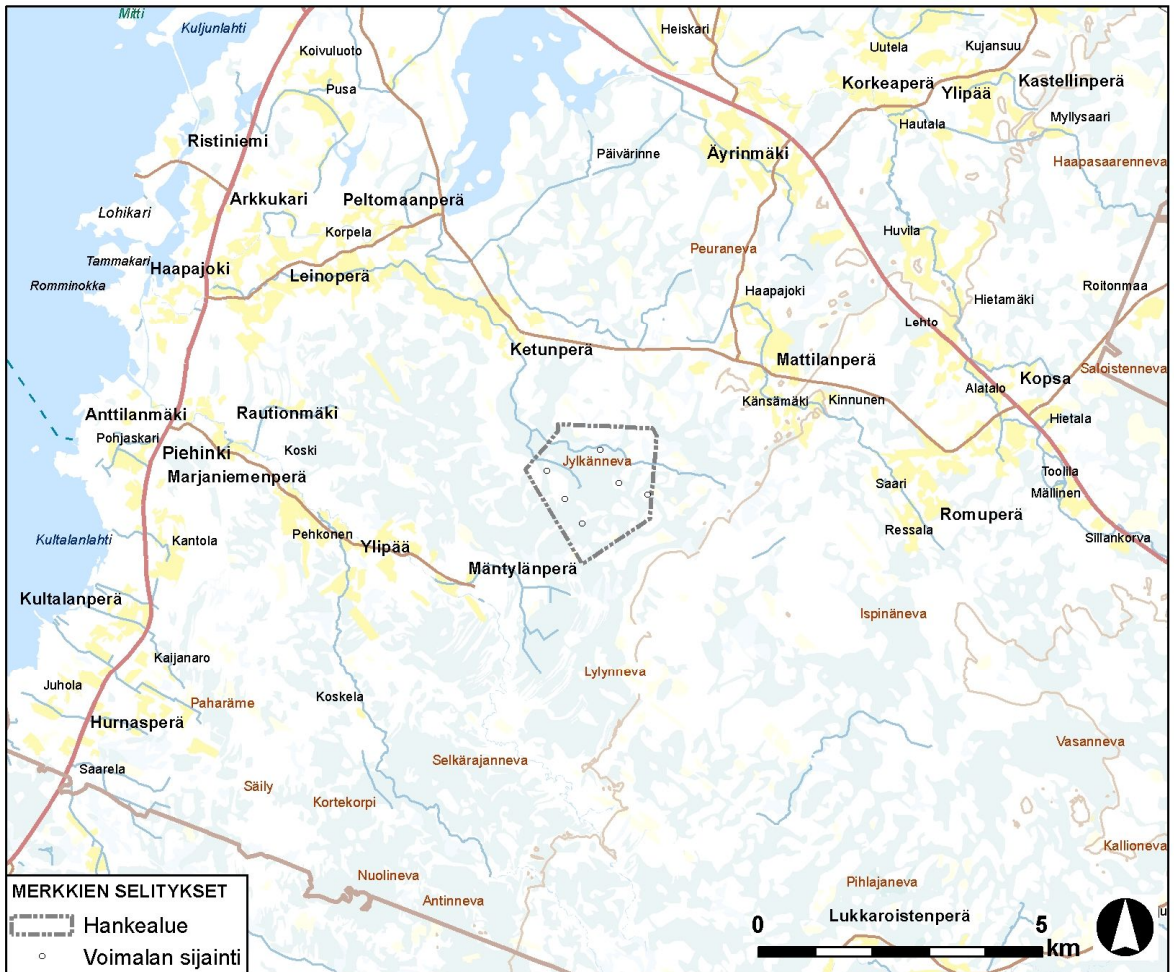 Mitti
Kuljunlahti
Heiskari
Uutela
Kujansuu
Koivuluoto
Korkeaperä
Ylipää
Kastellinperä
Pusa
Hautala
Myllysaari
Ristiniemi
Päivärinne
Äyrinmäki
Haapasaarenneva
Arkkukari
Peltomaanperä
Lohikari
Korpela
Huvila
Peuraneva
Tammakari
Haapajoki
Leinoperä
Romminokka
Haapajoki
Hietamäki
Roitonmaa
Lehto
Ketunperä
Mattilanperä
Saloistenneva
Kopsa
Alatalo
Anttilanmäki
Rautionmäki
Känsämäki
Kinnunen
Hietala
Pohjaskari
Piehinki
Koski
Jylkänneva
Marjaniemenperä
Toolila
Saari
Mällinen
Romuperä
Ressala
Kultalanlahti
Kantola
Pehkonen
Ylipää
Sillankorva
Mäntylänperä
Kultalanperä
Ispinäneva
Kaijanaro
Lylynneva
Juhola
Paharäme
Koskela
Hurnasperä
Vasanneva
Selkärajanneva
Saarela
Säily
Kortekorpi
Kallioneva
Nuolineva
Pihlajaneva
Antinneva
Lukkaroistenperä
0 5
km
MERKKIEN SELITYKSET
Hankealue
Voimalan sijainti